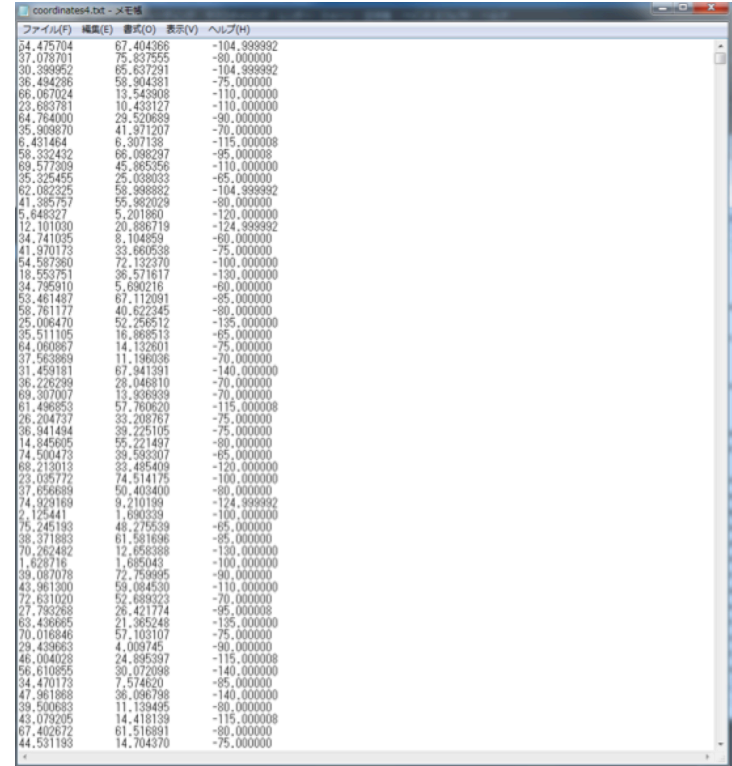 coordinates4.txt - メモ帳
ファイル(F) 編集(E) 書式(O) 表示(V) ヘルプ(H)
54.475704 67.404366 -104.999992
37.078701 75.837555 -80.000000
30.399952 65.637291 -104.999992
36.494286 58.904381 -75.000000
66.067024 13.543908 -110.000000
23.683781 10.433127 -110.000000
64.764000 29.520689 -90.000000
35.909870 41.971207 -70.000000
6.431464 6.307138 -115.000008
58.332432 66.098297 -95.000008
69.577309 45.865356 -110.000000
35.325455 25.038033 -65.000000
62.082325 58.998882 -104.999992
41.385757 55.982029 -80.000000
5.648327 5.201860 -120.000000
12.101030 20.886719 -124.999992
34.741035 8.104859 -60.000000
41.970173 33.660538 -75.000000
54.587360 72.132370 -100.000000
18.553751 36.571617 -130.000000
34.795910 5.690216 -60.000000
53.461487 67.112091 -85.000000
58.761177 40.622345 -80.000000
25.006470 52.256512 -135.000000
35.511105 16.868513 -65.000000
64.060867 14.132601 -75.000000
37.563869 11.196036 -70.000000
31.459181 67.941391 -140.000000
36.226299 28.046810 -70.000000
69.307007 13.936939 -70.000000
61.496853 57.760620 -115.000008
26.204737 33.208767 -75.000000
36.941494 39.225105 -75.000000
14.845605 55.221497 -80.000000
74.500473 39.593307 -65.000000
68.213013 33.485409 -120.000000
23.035772 74.514175 -100.000000
37.656689 50.403400 -80.000000
74.929169 9.210199 -124.999992
2.125441 1.690339 -100.000000
75.245193 48.275539 -65.000000
38.371883 61.581696 -85.000000
70.262482 12.658388 -130.000000
1.628716 1.685043 -100.000000
39.087078 72.759995 -90.000000
43.961300 59.084530 -110.000000
72.631020 52.689323 -70.000000
27.793268 26.421774 -95.000008
63.436665 21.365248 -135.000000
70.016846 57.103107 -75.000000
29.439663 4.009745 -90.000000
46.004028 24.895397 -115.000008
56.610855 30.072098 -140.000000
34.470173 7.574620 -85.000000
47.961868 36.096798 -140.000000
39.500683 11.139495 -80.000000
43.079205 14.418139 -115.000008
67.402672 61.516891 -80.000000
44.531193 14.704370 -75.000000